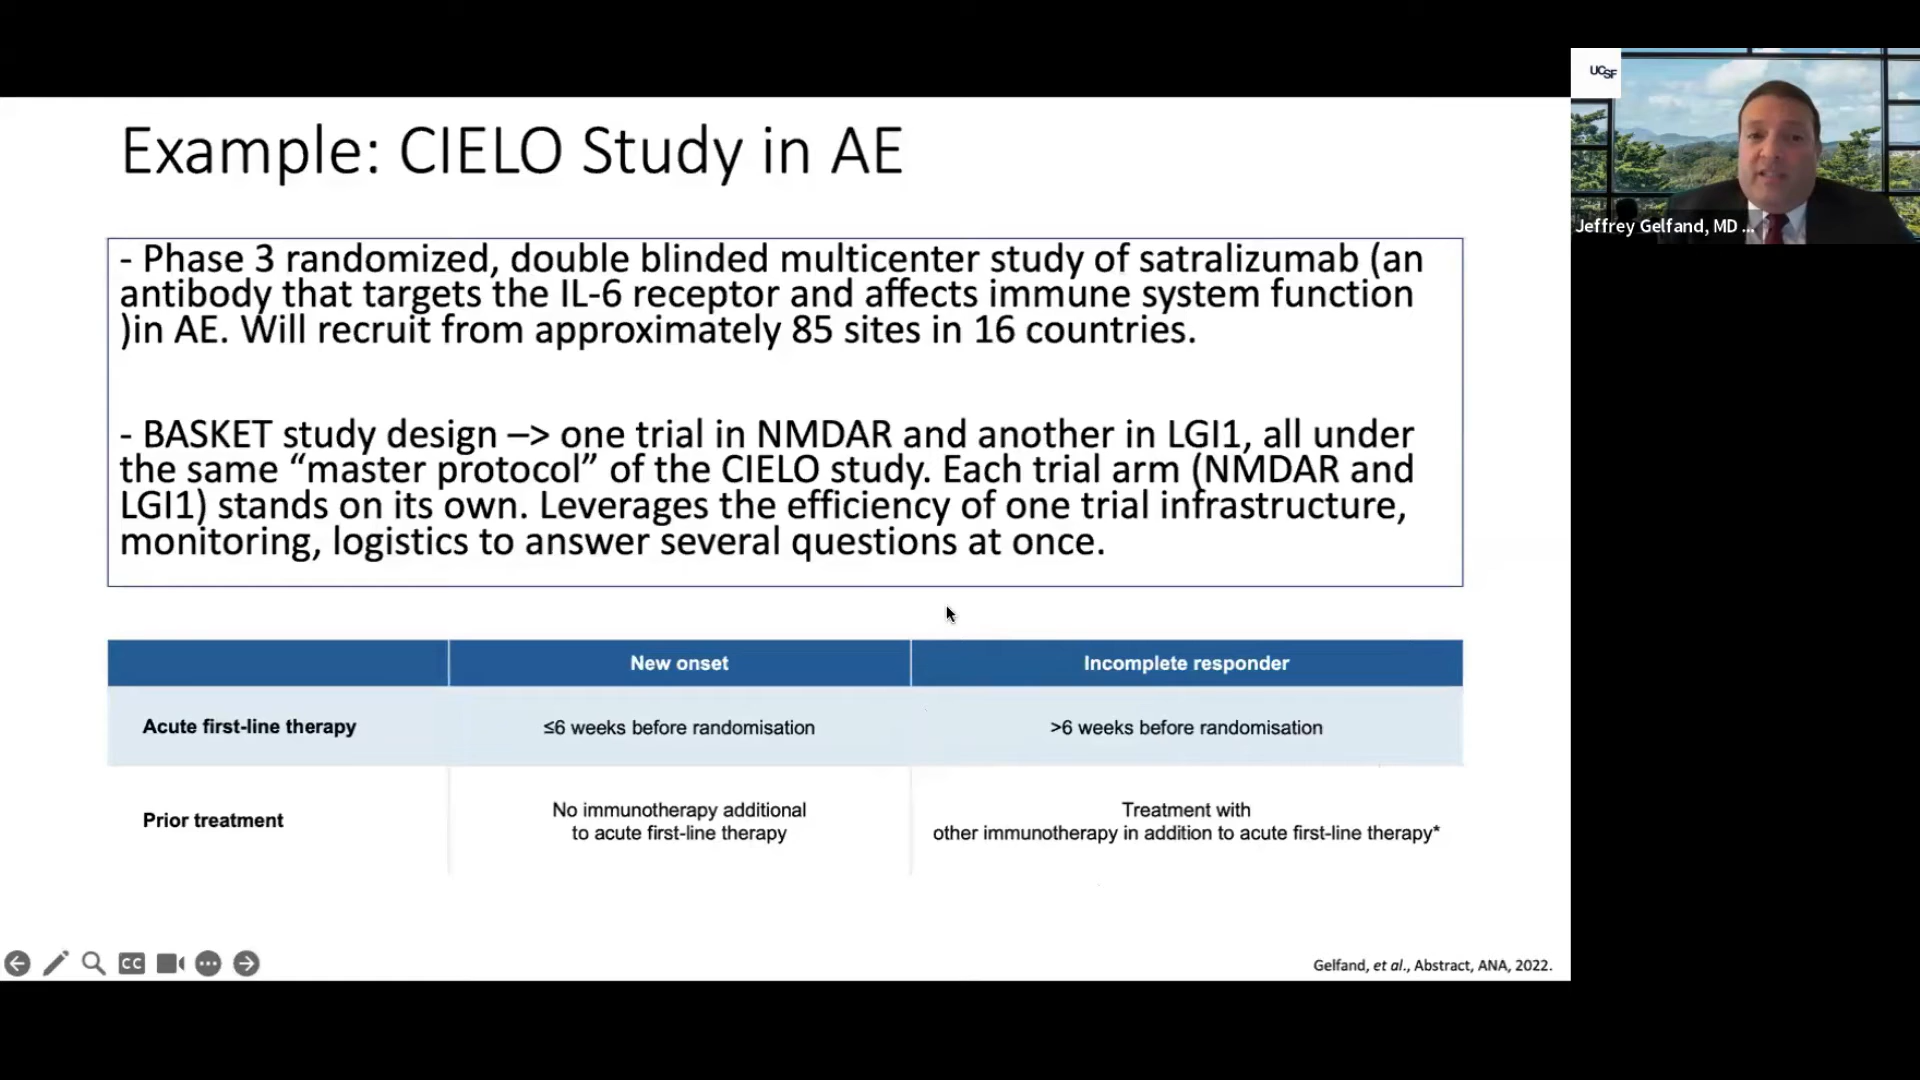 Example: CIELO Study in AE
- Phase 3 randomized, double blinded multicenter study of satralizumab (an
antibody that targets the IL-6 receptor and affects immune system function
)in AE. Will recruit from approximately 85 sites in 16 countries.
- BASKET study design –> one trial in NMDAR and another in LGI1, all under
the same “master protocol” of the CIELO study. Each trial arm (NMDAR and
LGI1) stands on its own. Leverages the efficiency of one trial infrastructure,
monitoring, logistics to answer several questions at once.
New onset
Incomplete responder
Acute first-line therapy
≤6 weeks before randomisation
>6 weeks before randomisation
Prior treatment
No immunotherapy additional
to acute first-line therapy
Treatment with
other immunotherapy in addition to acute first-line therapy*
CC
Gelfand, et al., Abstract, ANA, 2022.
UCSF
Jeffrey Gelfand, MD ...